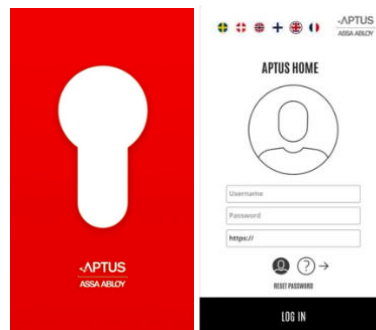 APTUS
ASSA ABLOY
APTUS
ASSA ABLOY
APTUS HOME
Username
Password
https://
?
RESET PASSWORD
LOG IN